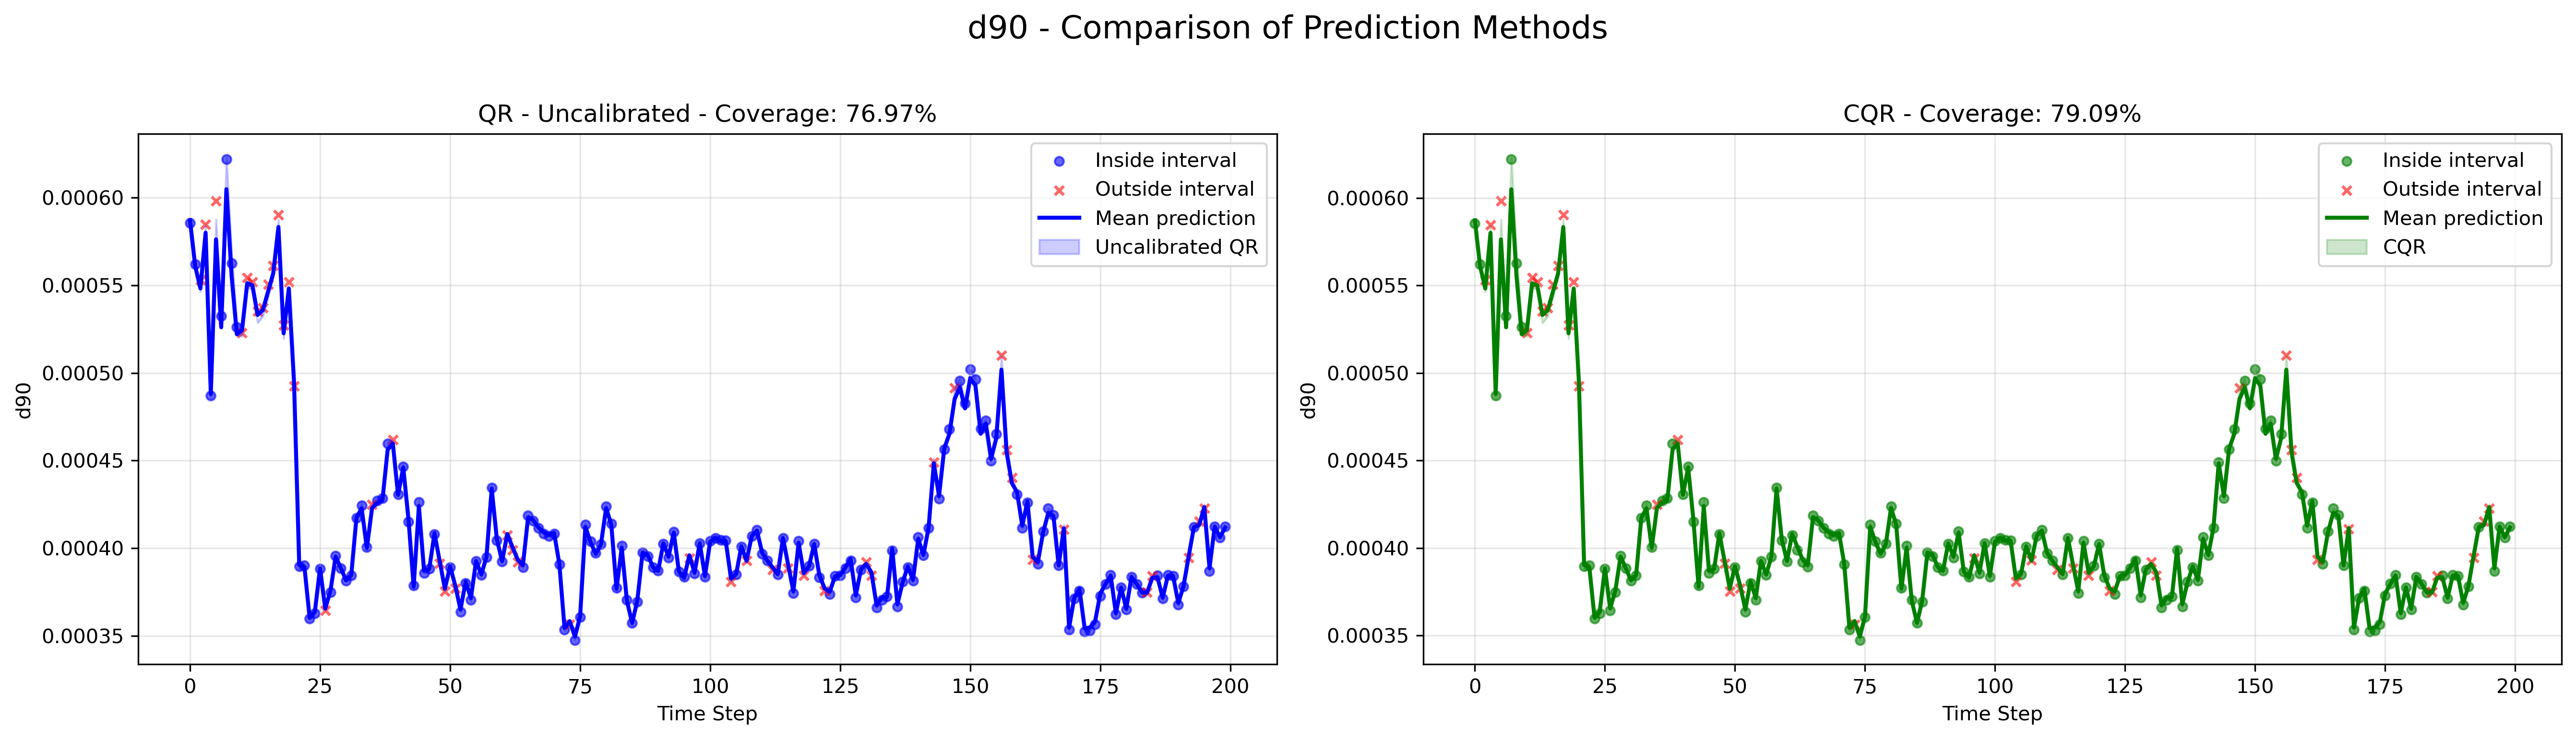 d90 - Comparison of Prediction Methods
QR - Uncalibrated - Coverage: 76.97%
Inside interval
Outside interval
Mean prediction
Uncalibrated QR
0.00060
0.00055
0.00050
0.00045
0.00040
0.00035
d90
0 25 50 75 100 125 150 175 200
Time Step
CQR - Coverage: 79.09%
Inside interval
Outside interval
Mean prediction
CQR
0.00060
0.00055
0.00050
0.00045
0.00040
0.00035
d90
0 25 50 75 100 125 150 175 200
Time Step